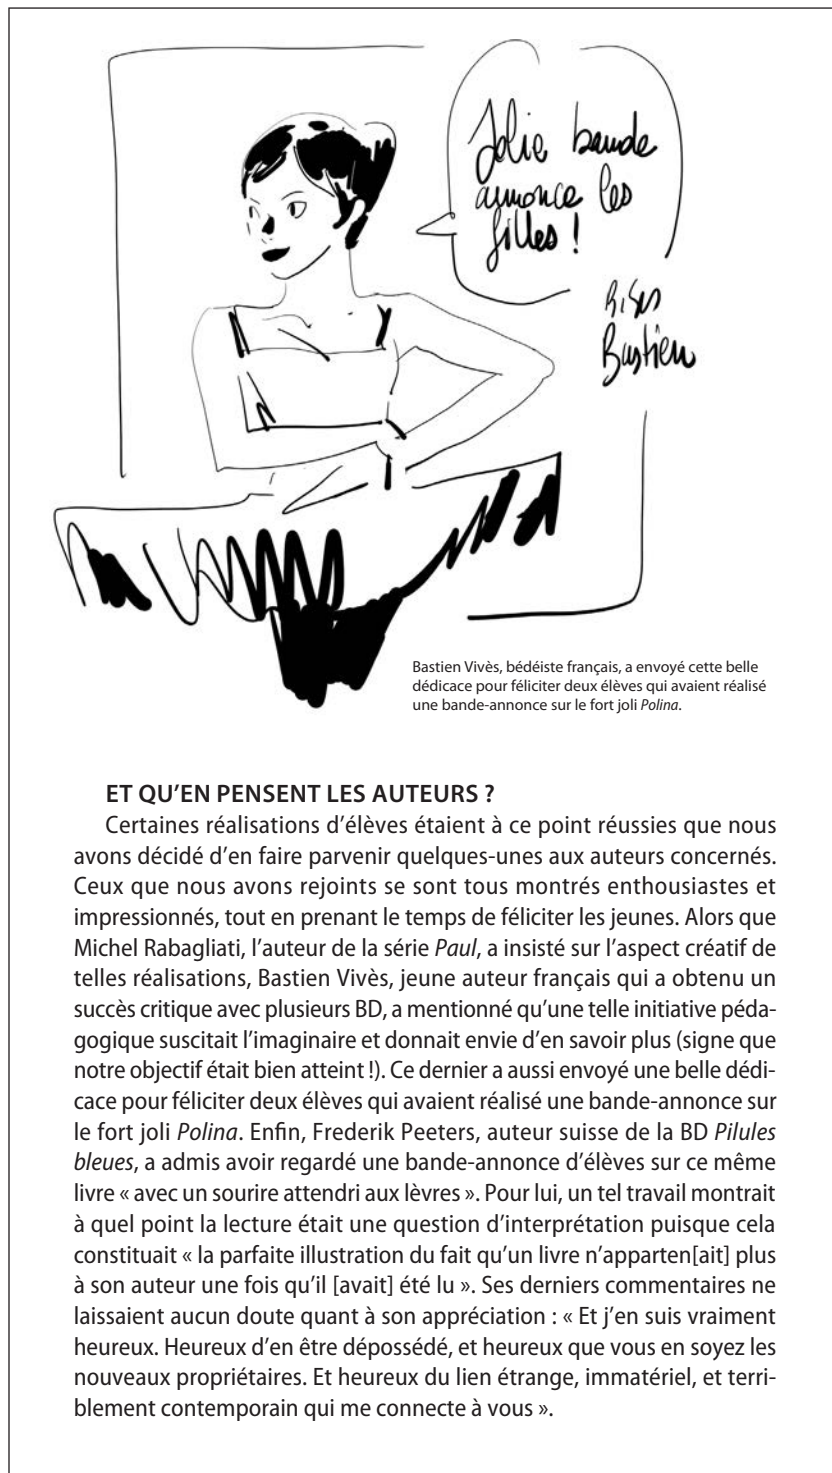 Jolie bande
annonce les
filles !
Bises
Bastien
Bastien Vivès, bédéiste français, a envoyé cette belle
dédicace pour féliciter deux élèves qui avaient réalisé
une bande-annonce sur le fort joli Polina.
ET QU’EN PENSENT LES AUTEURS ?
Certaines réalisations d’élèves étaient à ce point réussies que nous
avons décidé d’en faire parvenir quelques-unes aux auteurs concernés.
Ceux que nous avons rejoints se sont tous montrés enthousiastes et
impressionnés, tout en prenant le temps de féliciter les jeunes. Alors que
Michel Rabagliati, l’auteur de la série Paul, a insisté sur l’aspect créatif de
telles réalisations, Bastien Vivès, jeune auteur français qui a obtenu un
succès critique avec plusieurs BD, a mentionné qu’une telle initiative péda-
gogique suscitait l’imaginaire et donnait envie d’en savoir plus (signe que
notre objectif était bien atteint !). Ce dernier a aussi envoyé une belle dédi-
cace pour féliciter deux élèves qui avaient réalisé une bande-annonce sur
le fort joli Polina. Enfin, Frederik Peeters, auteur suisse de la BD Pilules
bleues, a admis avoir regardé une bande-annonce d’élèves sur ce même
livre « avec un sourire attendri aux lèvres ». Pour lui, un tel travail montrait
à quel point la lecture était une question d’interprétation puisque cela
constituait « la parfaite illustration du fait qu’un livre n’apparten[ait] plus
à son auteur une fois qu’il [avait] été lu ». Ses derniers commentaires ne
laissaient aucun doute quant à son appréciation : « Et j’en suis vraiment
heureux. Heureux d’en être dépossédé, et heureux que vous en soyez les
nouveaux propriétaires. Et heureux du lien étrange, immatériel, et terri-
blement contemporain qui me connecte à vous ».